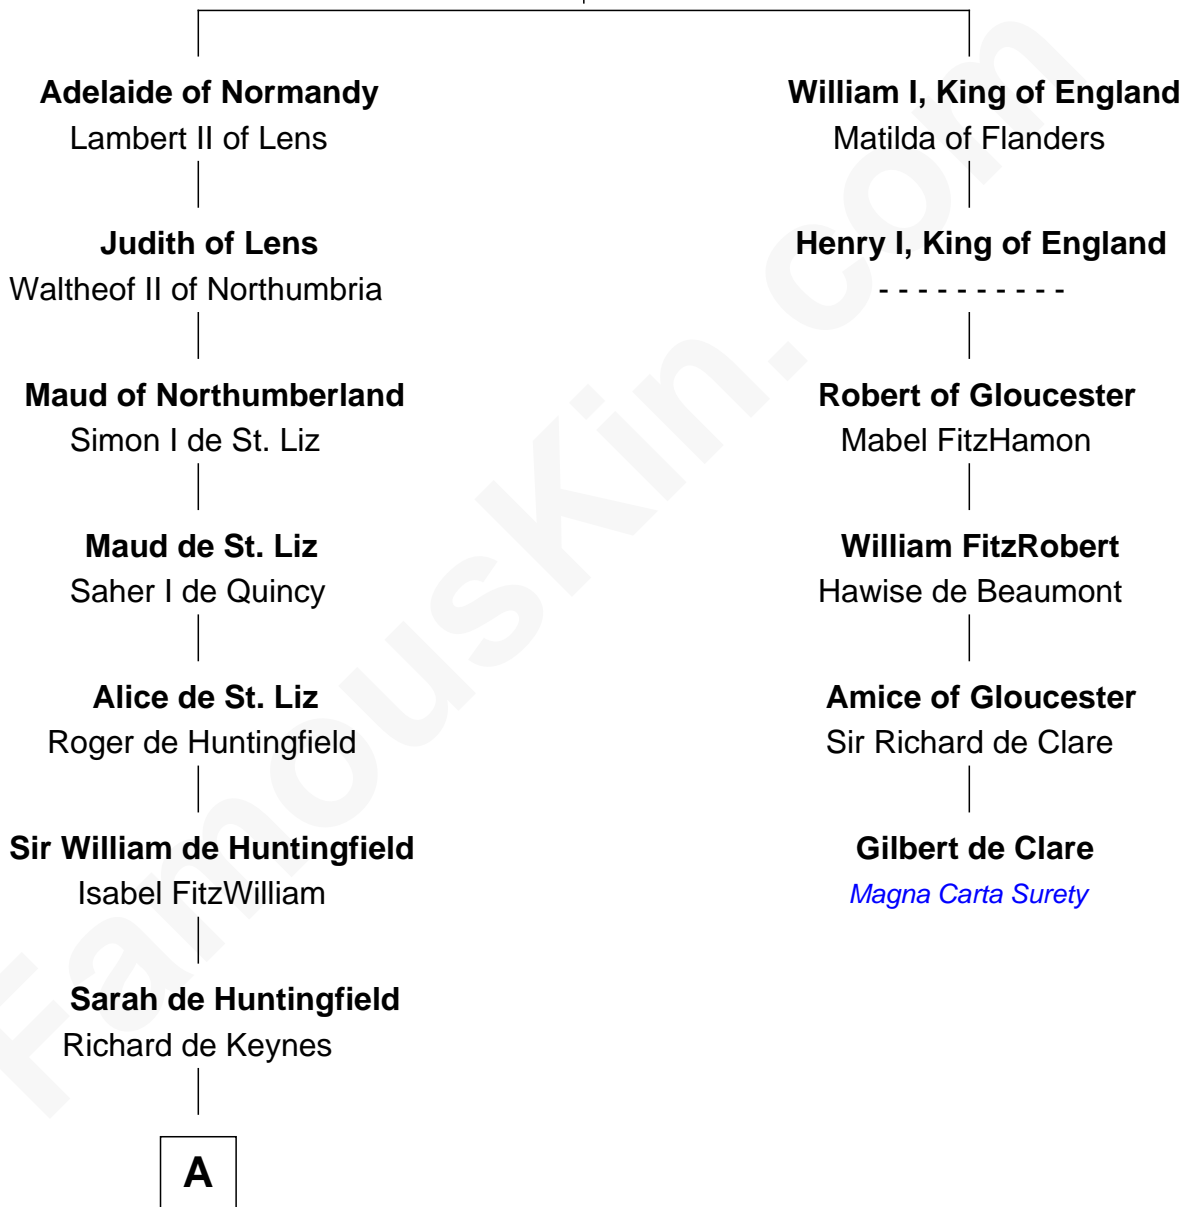 Adelaide of Normandy
Lambert II of Lens
Judith of Lens
Waltheof II of Northumbria
Maud of Northumberland
Simon I de St. Liz
Maud de St. Liz
Saher I de Quincy
Alice de St. Liz
Roger de Huntingfield
Sir William de Huntingfield
Isabel FitzWilliam
Sarah de Huntingfield
Richard de Keynes
A
William I, King of England
Matilda of Flanders
Henry I, King of England
- - - - - - - - - -
Robert of Gloucester
Mabel FitzHamon
William FitzRobert
Hawise de Beaumont
Amice of Gloucester
Sir Richard de Clare
Gilbert de Clare
Magna Carta Surety
FamousKin.com